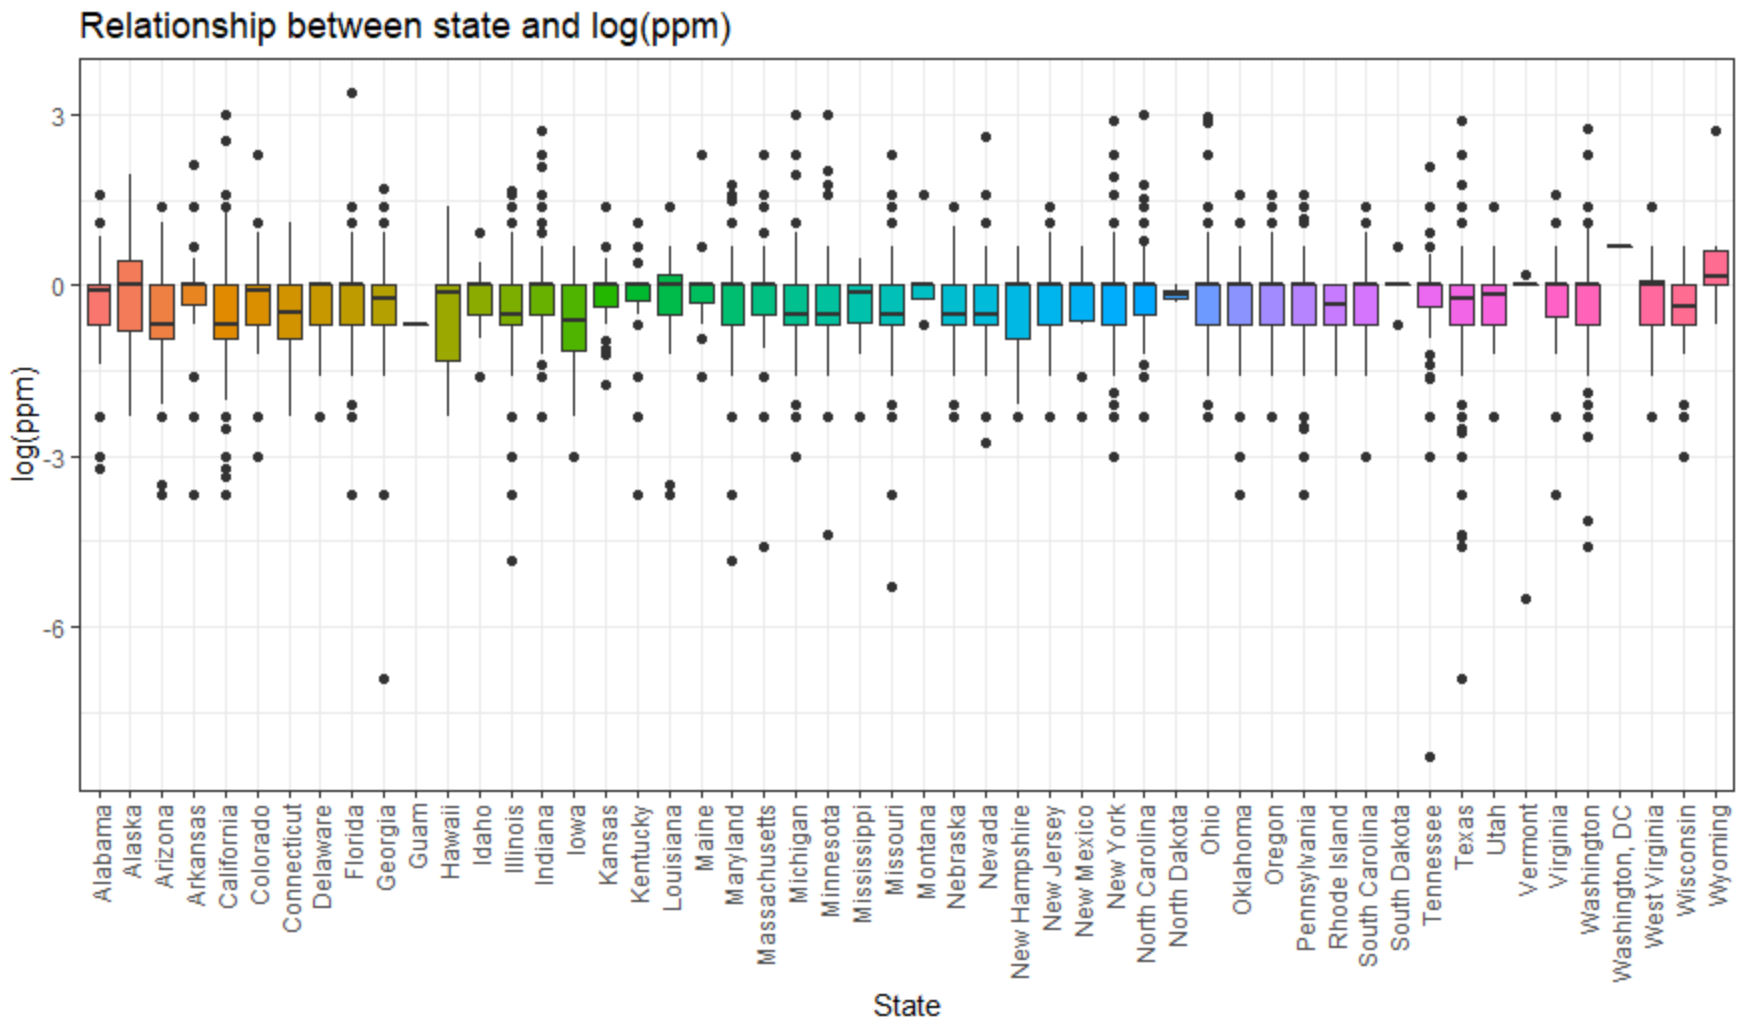 Relationship between state and log(ppm)
3
0
-3
-6
log(ppm)
Alabama
Alaska
Arizona
Arkansas
California
Colorado
Connecticut
Delaware
Florida
Georgia
Guam
Hawaii
Idaho
Illinois
Indiana
Iowa
Kansas
Kentucky
Louisiana
Maine
Maryland
Massachusetts
Michigan
Minnesota
Mississippi
Missouri
Montana
Nebraska
Nevada
New Hampshire
New Jersey
New Mexico
New York
North Carolina
North Dakota
Ohio
Oklahoma
Oregon
Pennsylvania
Rhode Island
South Carolina
South Dakota
Tennessee
Texas
Utah
Vermont
Virginia
Washington
Washington, DC
West Virginia
Wisconsin
Wyoming
State